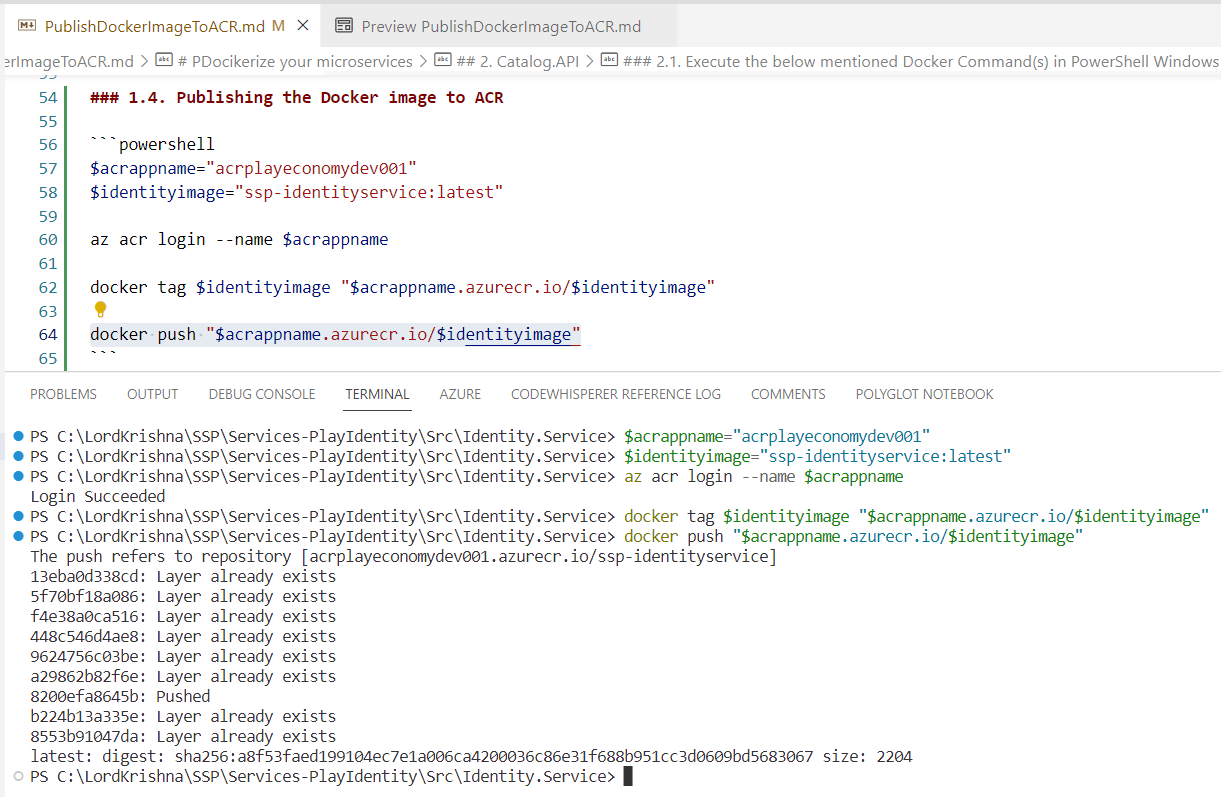 PublishDockerImageToACR.md M Preview PublishDockerImageToACR.md
erImageToACR.md > # PDocikerize your microservices > ## 2. Catalog.API > ### 2.1. Execute the below mentioned Docker Command(s) in PowerShell Windows
53
54 ### 1.4. Publishing the Docker image to ACR
55
56 ```powershell
57 $acrappname="acrplayeconomydev001"
58 $identityimage="ssp-identityservice:latest"
59
60 az acr login --name $acrappname
61
62 docker tag $identityimage "$acrappname.azurecr.io/$identityimage"
63
64 docker push "$acrappname.azurecr.io/$identityimage"
65 ```
PROBLEMS OUTPUT DEBUG CONSOLE TERMINAL AZURE CODEWHISPERER REFERENCE LOG COMMENTS POLYGLOT NOTEBOOK
PS C:\LordKrishna\SSP\Services-PlayIdentity\Src\Identity.Service> $acrappname="acrplayeconomydev001"
PS C:\LordKrishna\SSP\Services-PlayIdentity\Src\Identity.Service> $identityimage="ssp-identityservice:latest"
PS C:\LordKrishna\SSP\Services-PlayIdentity\Src\Identity.Service> az acr login --name $acrappname
Login Succeeded
PS C:\LordKrishna\SSP\Services-PlayIdentity\Src\Identity.Service> docker tag $identityimage "$acrappname.azurecr.io/$identityimage"
PS C:\LordKrishna\SSP\Services-PlayIdentity\Src\Identity.Service> docker push "$acrappname.azurecr.io/$identityimage"
The push refers to repository [acrplayeconomydev001.azurecr.io/ssp-identityservice]
13eba0d338cd: Layer already exists
5f70bf18a086: Layer already exists
f4e38a0ca516: Layer already exists
448c546d4ae8: Layer already exists
9624756c03be: Layer already exists
a29862b82f6e: Layer already exists
8200efa8645b: Pushed
b224b13a335e: Layer already exists
8553b91047da: Layer already exists
latest: digest: sha256:a8f53faed199104ec7e1a006ca4200036c86e31f688b951cc3d0609bd5683067 size: 2204
PS C:\LordKrishna\SSP\Services-PlayIdentity\Src\Identity.Service>